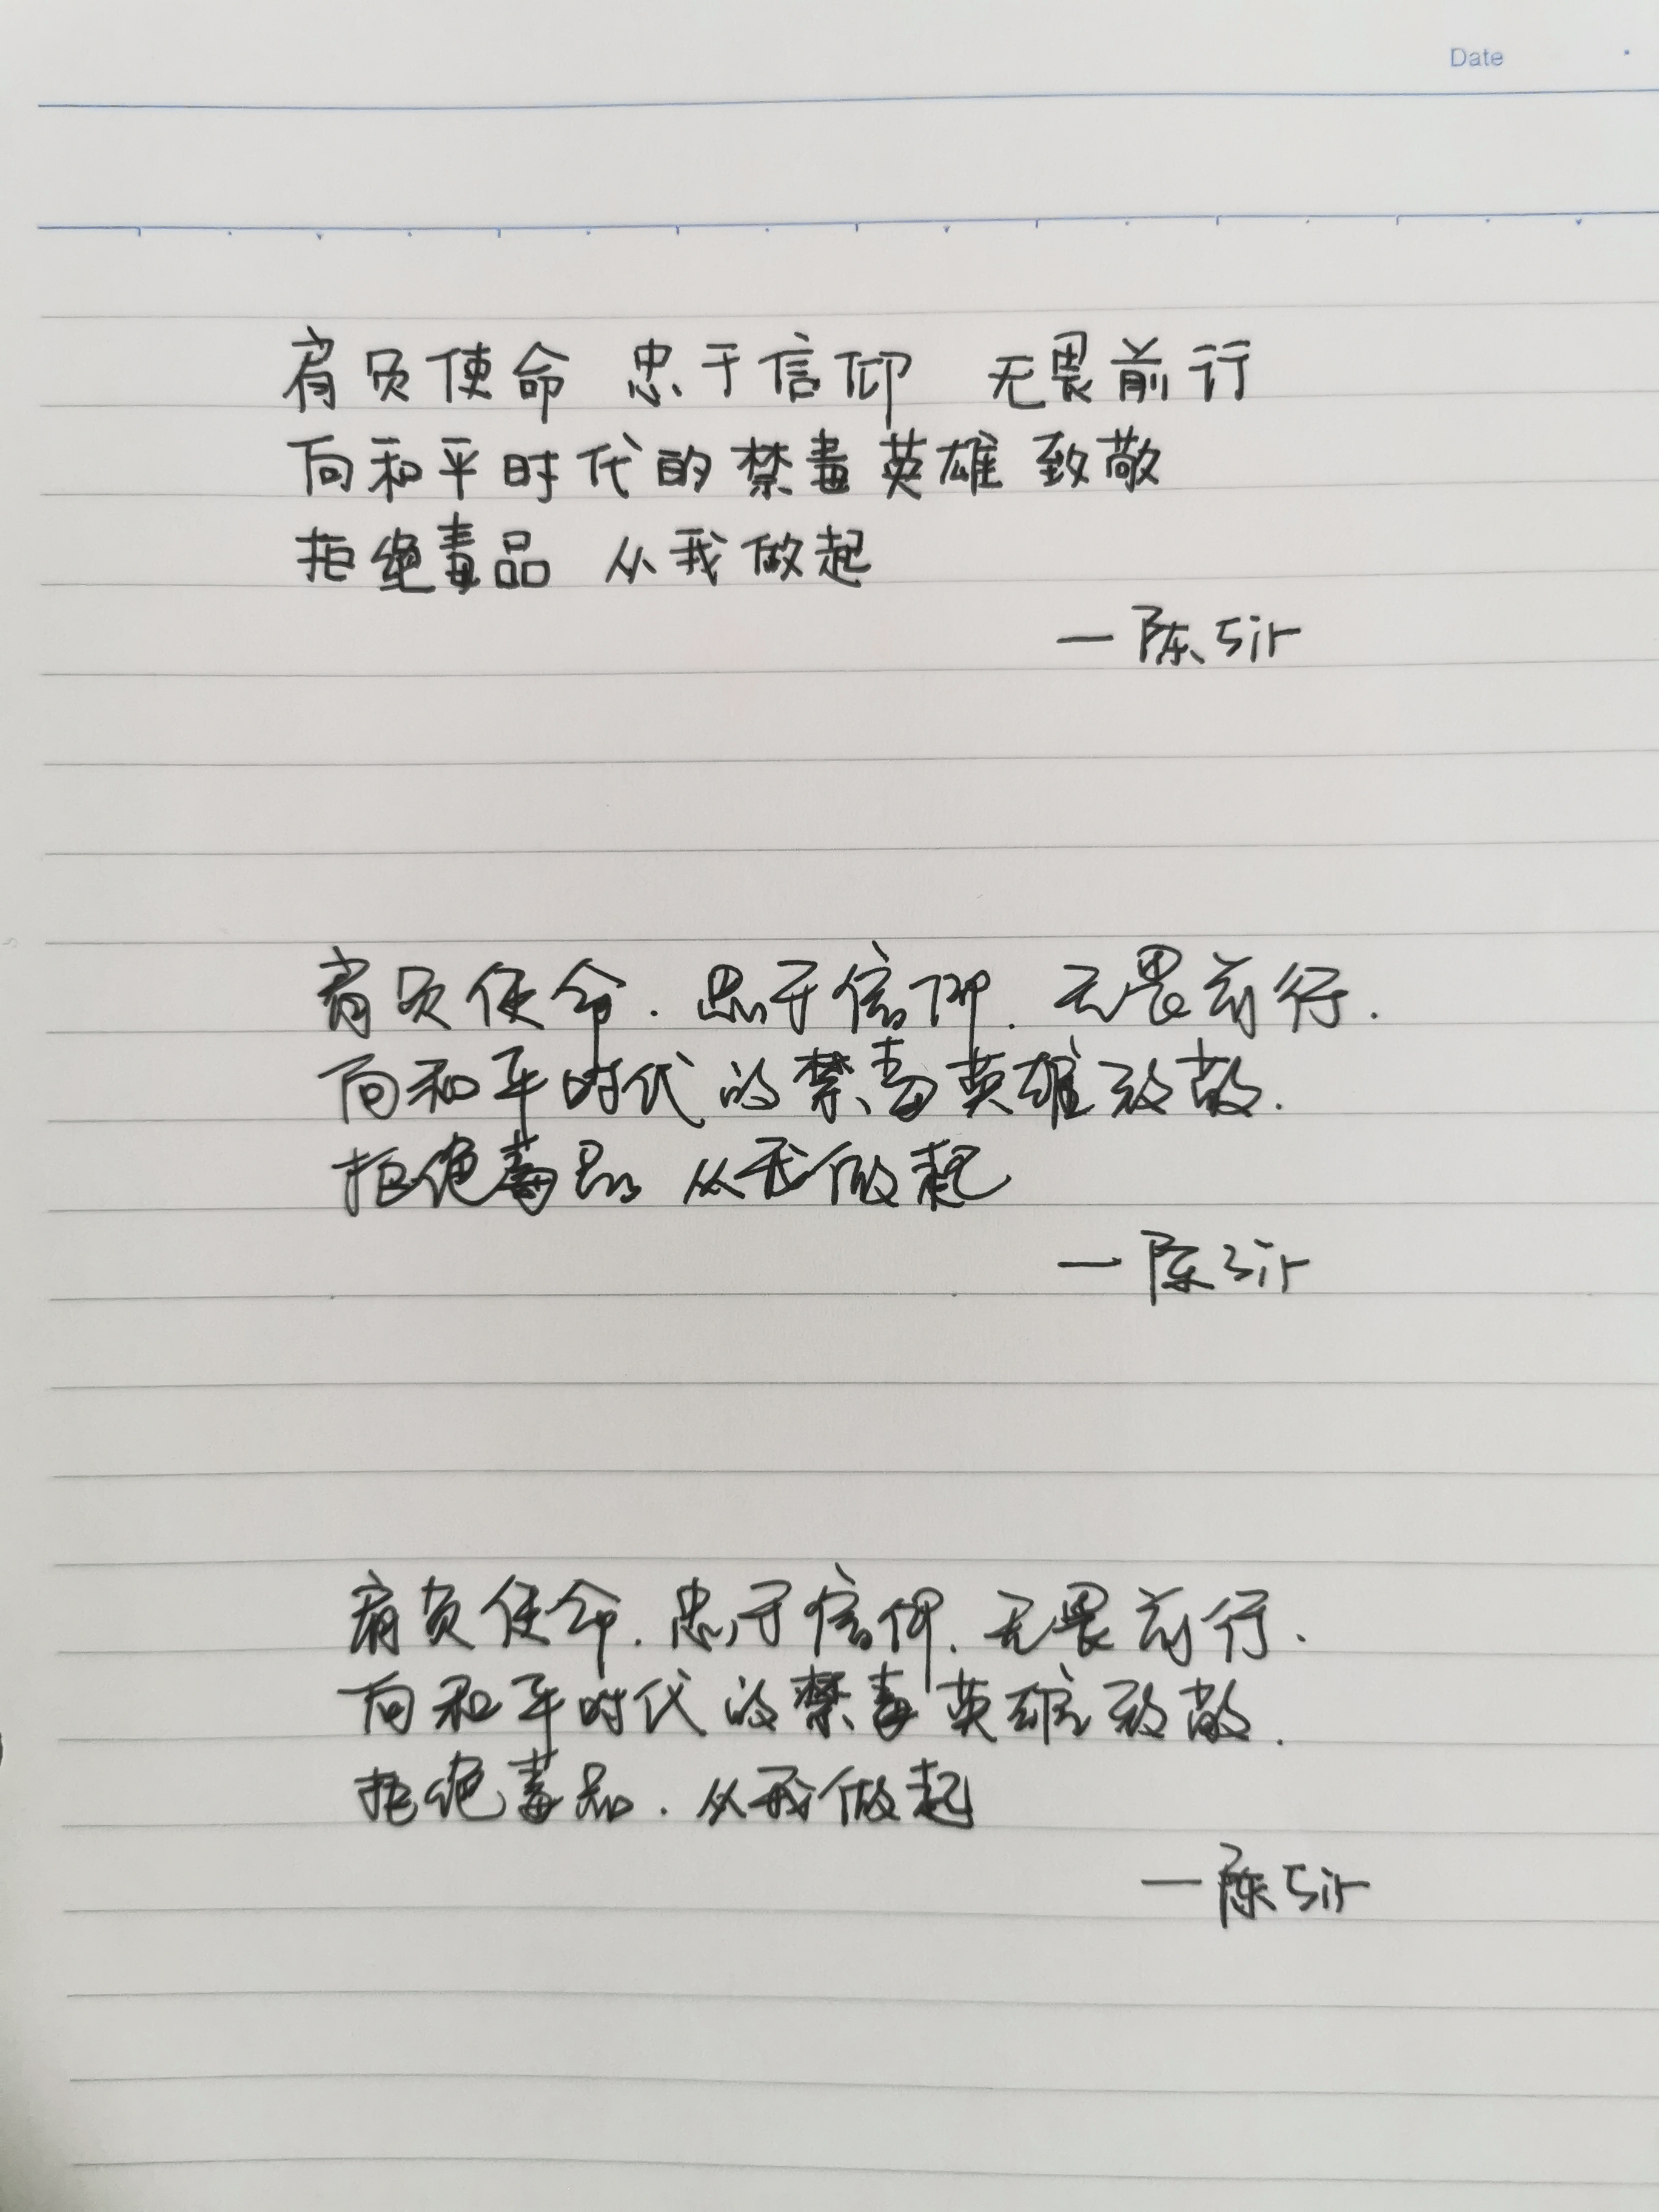 Date
肩负使命 忠于信仰 无畏前行
向和平时代的禁毒英雄致敬
拒绝毒品 从我做起
—陈Sir
肩负使命.忠于信仰.无畏前行.
向和平时代的禁毒英雄致敬.
拒绝毒品 从我做起
—陈Sir
肩负使命.忠于信仰.无畏前行.
向和平时代的禁毒英雄致敬.
拒绝毒品.从我做起
—陈Sir